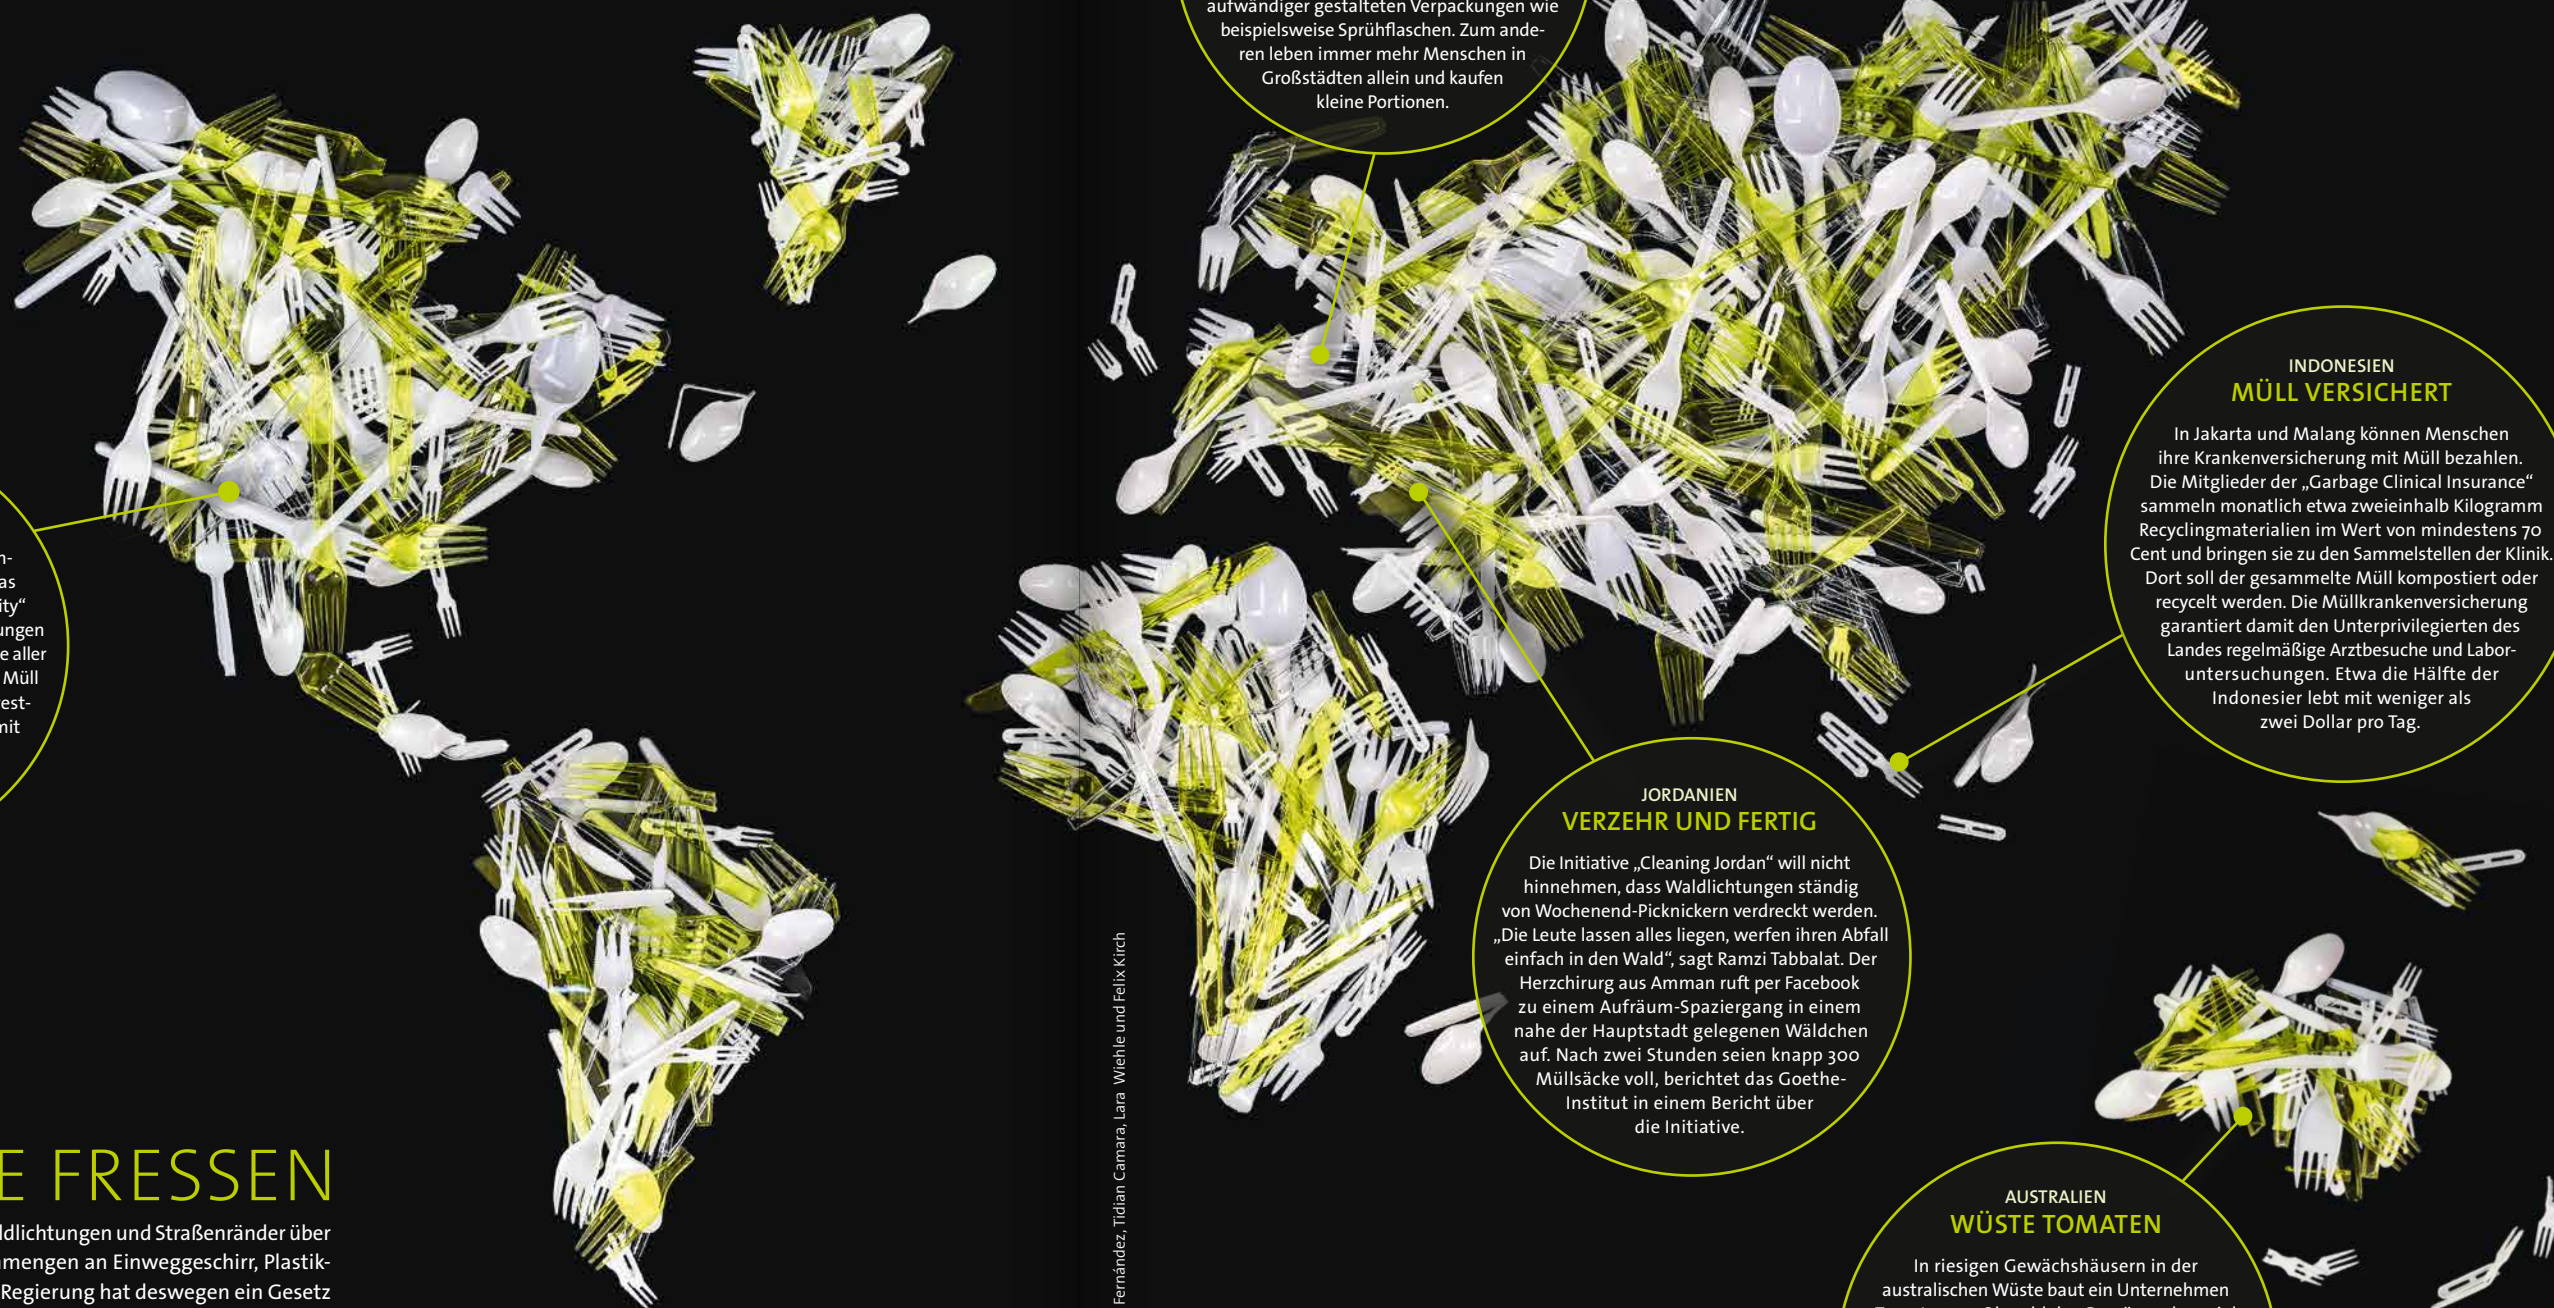 aufwändiger gestalteten Verpackungen wie
beispielsweise Sprühflaschen. Zum ande-
ren leben immer mehr Menschen in
Großstädten allein und kaufen
kleine Portionen.
INDONESIEN
MÜLL VERSICHERT
In Jakarta und Malang können Menschen
ihre Krankenversicherung mit Müll bezahlen.
Die Mitglieder der „Garbage Clinical Insurance“
sammeln monatlich etwa zweieinhalb Kilogramm
Recyclingmaterialien im Wert von mindestens 70
Cent und bringen sie zu den Sammelstellen der Klinik.
Dort soll der gesammelte Müll kompostiert oder
recycelt werden. Die Müllkrankenversicherung
garantiert damit den Unterprivilegierten des
Landes regelmäßige Arztbesuche und Labor-
untersuchungen. Etwa die Hälfte der
Indonesier lebt mit weniger als
zwei Dollar pro Tag.
n-
as
ity“
ungen
e aller
Müll
est-
mit
JORDANIEN
VERZEHR UND FERTIG
Die Initiative „Cleaning Jordan“ will nicht
hinnehmen, dass Waldlichtungen ständig
von Wochenend-Picknickern verdreckt werden.
„Die Leute lassen alles liegen, werfen ihren Abfall
einfach in den Wald“, sagt Ramzi Tabbalat. Der
Herzchirurg aus Amman ruft per Facebook
zu einem Aufräum-Spaziergang in einem
nahe der Hauptstadt gelegenen Wäldchen
auf. Nach zwei Stunden seien knapp 300
Müllsäcke voll, berichtet das Goethe-
Institut in einem Bericht über
die Initiative.
Fernández, Tidian Camara, Lara Wiehle und Felix Kirch
E FRESSEN
ldlichtungen und Straßenränder über
mengen an Einweggeschirr, Plastik-
Regierung hat deswegen ein Gesetz
AUSTRALIEN
WÜSTE TOMATEN
In riesigen Gewächshäusern in der
australischen Wüste baut ein Unternehmen